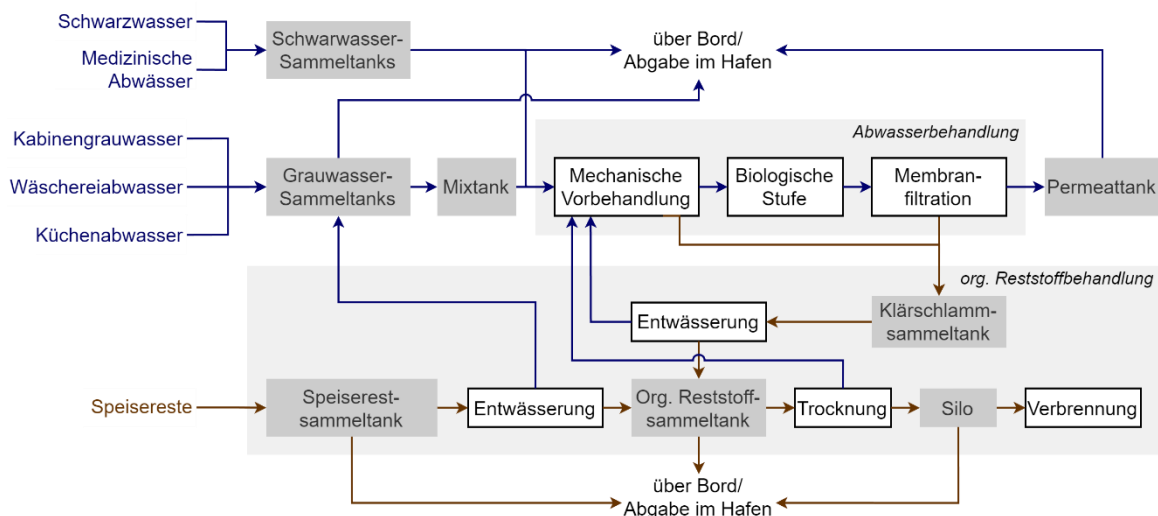 Schwarzwasser
Medizinische
Abwässer
Schwarwasser-
Sammeltanks
über Bord/
Abgabe im Hafen
Kabinengrauwasser
Wäschereiabwasser
Küchenabwasser
Grauwasser-
Sammeltanks
Mixtank
Abwasserbehandlung
Mechanische
Vorbehandlung
Biologische
Stufe
Membran-
filtration
Permeattank
org. Reststoffbehandlung
Entwässerung
Klärschlamm-
sammeltank
Speisereste
Speiserest-
sammeltank
Entwässerung
Org. Reststoff-
sammeltank
Trocknung
Silo
Verbrennung
über Bord/
Abgabe im Hafen